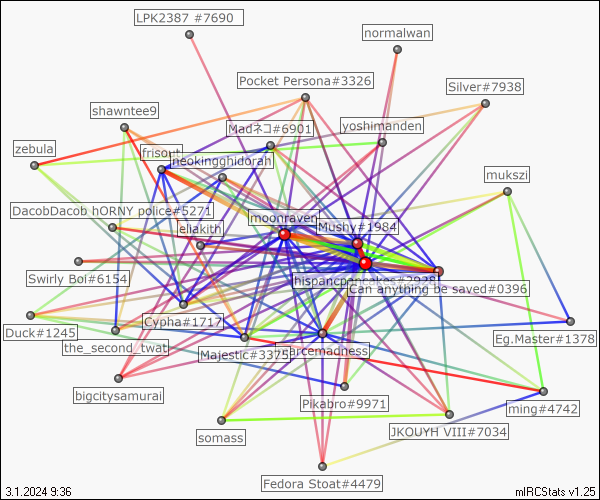 LPK2387 #7690
normalwan
Pocket Persona#3326
Silver#7938
shawntee9
Madネコ#6901
yoshimanden
zebula
frisout
neokingghidorah
mukszi
DacobDacob hORNY police#5271
moonraven
Mushy#1984
eliakith
Swirly Boi#6154
hispancpancakes#2928
Can anything be saved#0396
Duck#1245
Cypha#1717
the_second_twat
Majestic#3375
sarcemadness
Eg.Master#1378
bigcitysamurai
Pikabro#9971
ming#4742
somass
JKOUYH VIII#7034
Fedora Stoat#4479
3.1.2024 9:36
mIRCStats v1.25